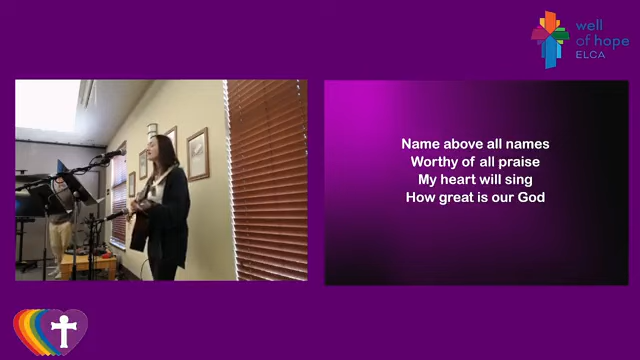 well
of hope
ELCA
Name above all names
Worthy of all praise
My heart will sing
How great is our God